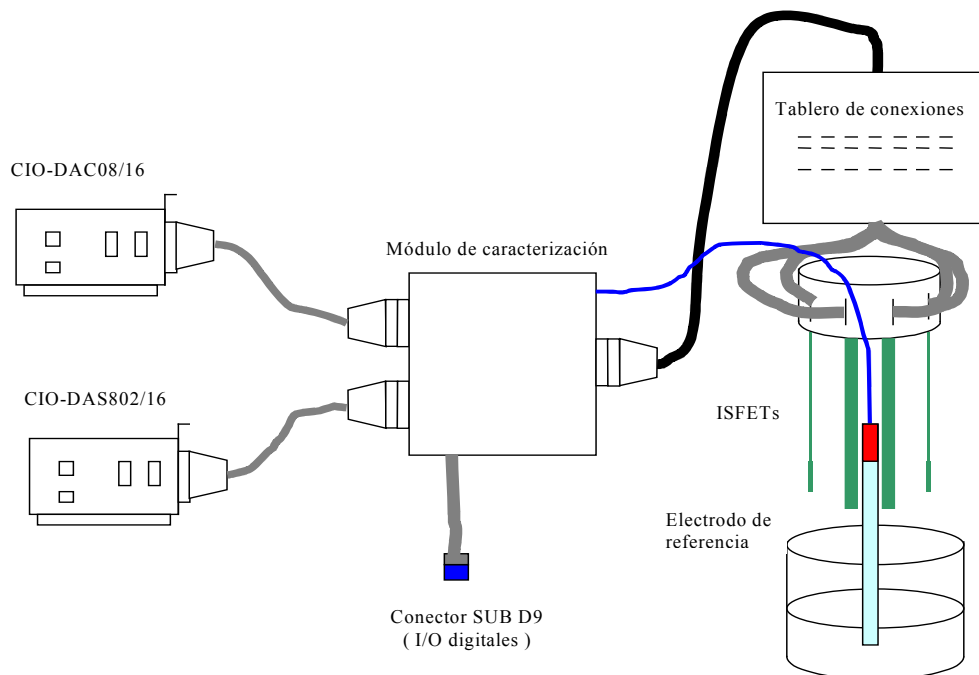 Tablero de conexiones
CIO-DAC08/16
Módulo de caracterización
CIO-DAS802/16
ISFETs
Electrodo de
referencia
Conector SUB D9
( I/O digitales )